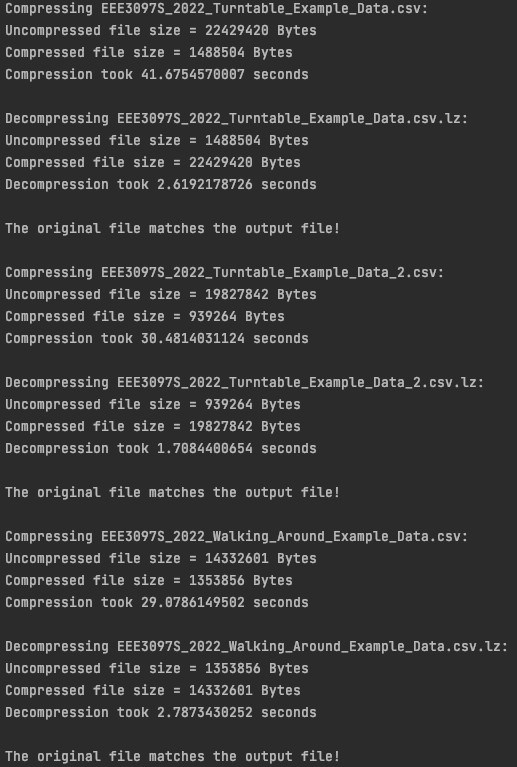 Compressing EEE3097S_2022_Turntable_Example_Data.csv:
Uncompressed file size = 22429420 Bytes
Compressed file size = 1488504 Bytes
Compression took 41.6754570007 seconds

Decompressing EEE3097S_2022_Turntable_Example_Data.csv.lz:
Uncompressed file size = 1488504 Bytes
Compressed file size = 22429420 Bytes
Decompression took 2.6192178726 seconds

The original file matches the output file!

Compressing EEE3097S_2022_Turntable_Example_Data_2.csv:
Uncompressed file size = 19827842 Bytes
Compressed file size = 939264 Bytes
Compression took 30.4814031124 seconds

Decompressing EEE3097S_2022_Turntable_Example_Data_2.csv.lz:
Uncompressed file size = 939264 Bytes
Compressed file size = 19827842 Bytes
Decompression took 1.7084400654 seconds

The original file matches the output file!

Compressing EEE3097S_2022_Walking_Around_Example_Data.csv:
Uncompressed file size = 14332601 Bytes
Compressed file size = 1353856 Bytes
Compression took 29.0786149502 seconds

Decompressing EEE3097S_2022_Walking_Around_Example_Data.csv.lz:
Uncompressed file size = 1353856 Bytes
Compressed file size = 14332601 Bytes
Decompression took 2.7873430252 seconds

The original file matches the output file!